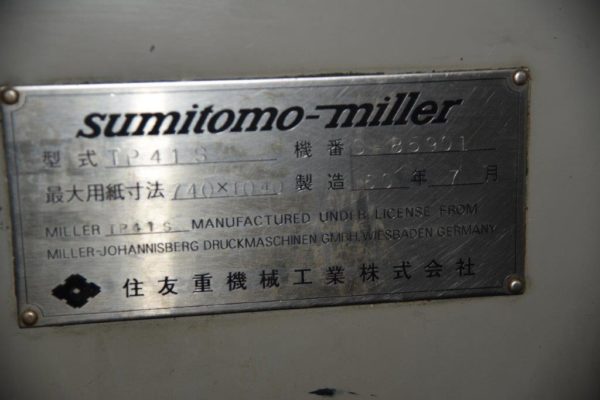 sumitomo-miller
型式 TP41S 機番
最大用紙寸法 740×1040 製造 年 7 月
MILLER TP41S MANUFACTURED UNDER LICENSE FROM
MILLER-JOHANNISBERG DRUCKMASCHINEN GMBH,WIESBADEN GERMANY
住友重機械工業株式会社